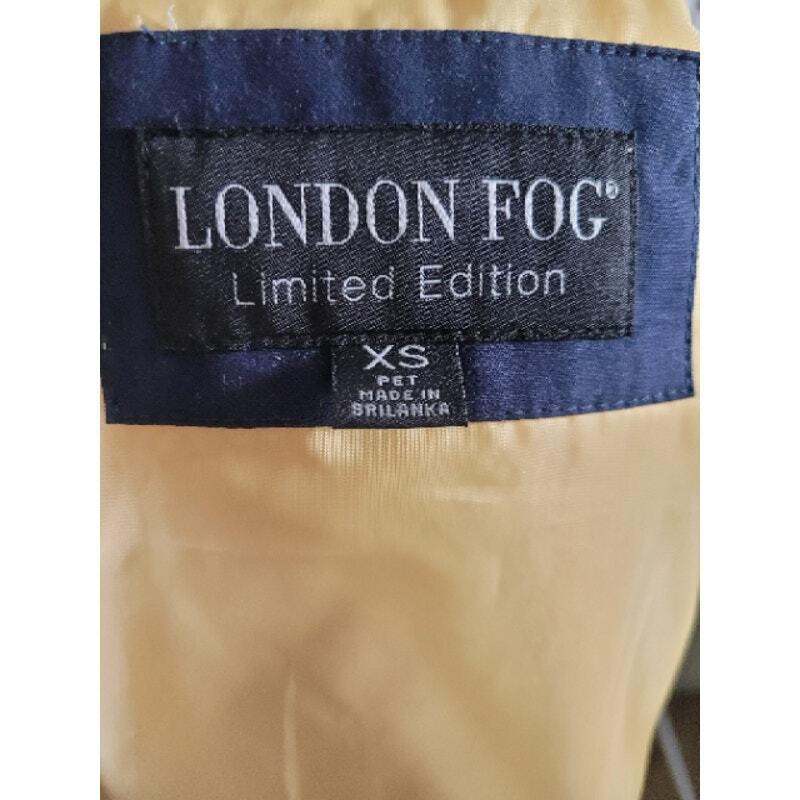 LONDON FOG®
Limited Edition
XS
PET
MADE IN
SRILANKA